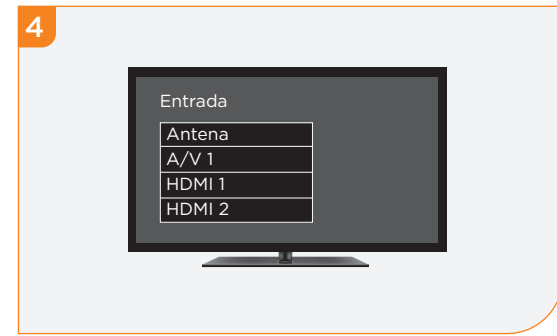 4
Entrada
Antena
A/V 1
HDMI 1
HDMI 2